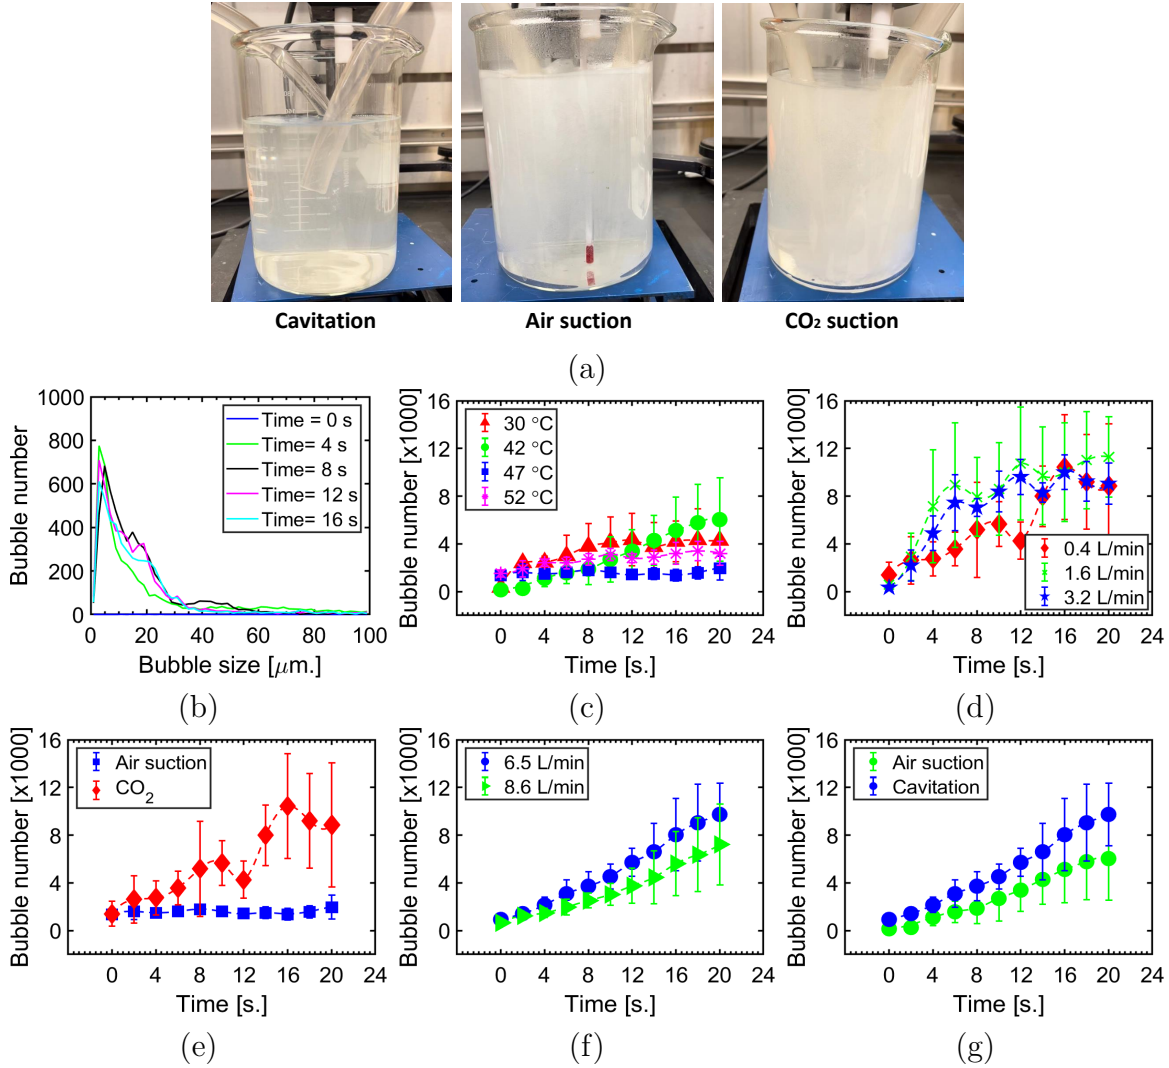 Cavitation
Air suction
CO₂ suction
(a)
Bubble number
1000
800
600
400
200
0
Time = 0 s
Time= 4 s
Time= 8 s
Time= 12 s
Time= 16 s
0 20 40 60 80 100
Bubble size [μm.]
(b)
Bubble number [x1000]
16
12
8
4
0
30 °C
42 °C
47 °C
52 °C
0 4 8 12 16 20 24
Time [s.]
(c)
Bubble number [x1000]
16
12
8
4
0
0.4 L/min
1.6 L/min
3.2 L/min
0 4 8 12 16 20 24
Time [s.]
(d)
Bubble number [x1000]
16
12
8
4
0
Air suction
CO₂
0 4 8 12 16 20 24
Time [s.]
(e)
Bubble number [x1000]
16
12
8
4
0
6.5 L/min
8.6 L/min
0 4 8 12 16 20 24
Time [s.]
(f)
Bubble number [x1000]
16
12
8
4
0
Air suction
Cavitation
0 4 8 12 16 20 24
Time [s.]
(g)